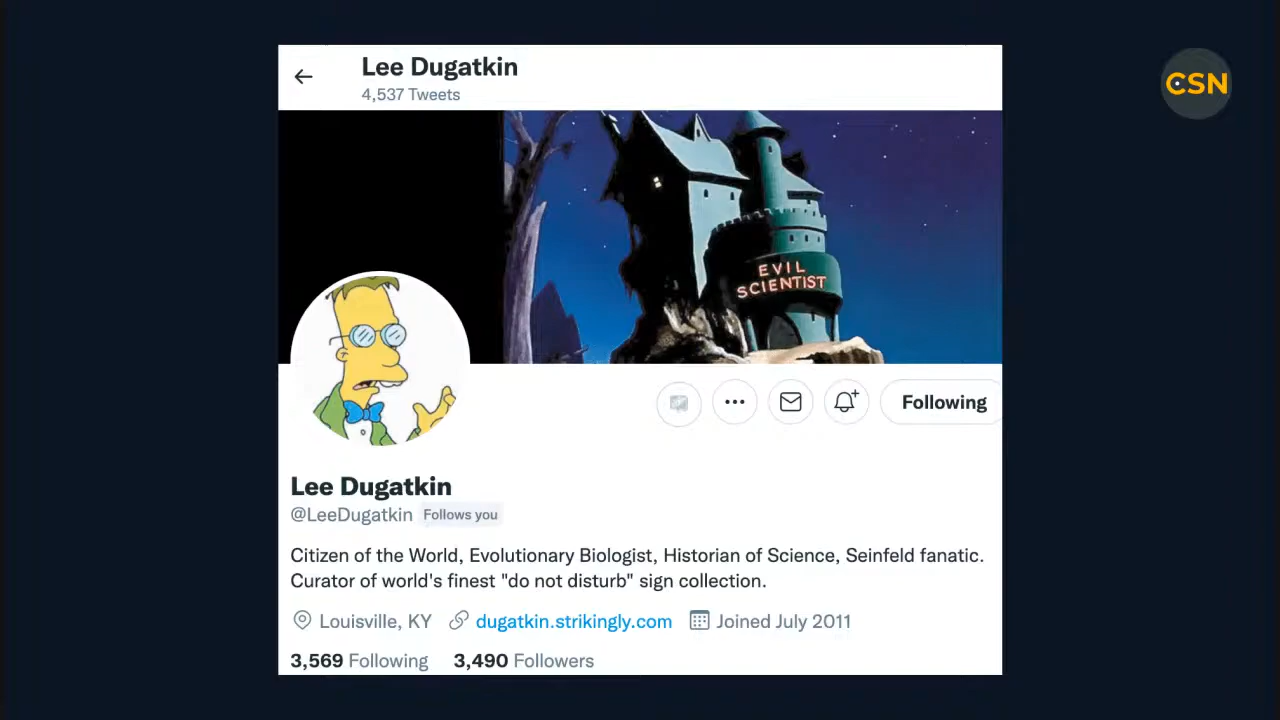 Lee Dugatkin
4,537 Tweets
CSN
EVIL
SCIENTIST
Following
Lee Dugatkin
@LeeDugatkin Follows you
Citizen of the World, Evolutionary Biologist, Historian of Science, Seinfeld fanatic.
Curator of world's finest "do not disturb" sign collection.
Louisville, KY dugatkin.strikingly.com Joined July 2011
3,569 Following 3,490 Followers